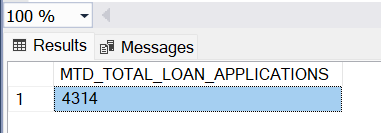 100 %
Results Messages
MTD_TOTAL_LOAN_APPLICATIONS
1 4314